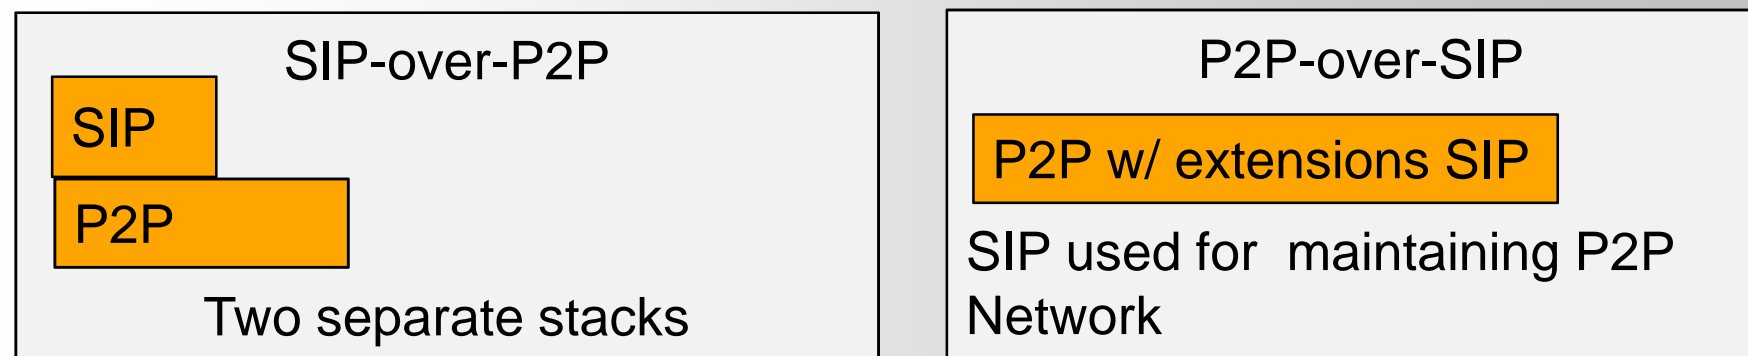 SIP-over-P2P
SIP
P2P
Two separate stacks
P2P-over-SIP
P2P w/ extensions SIP
SIP used for maintaining P2P
Network